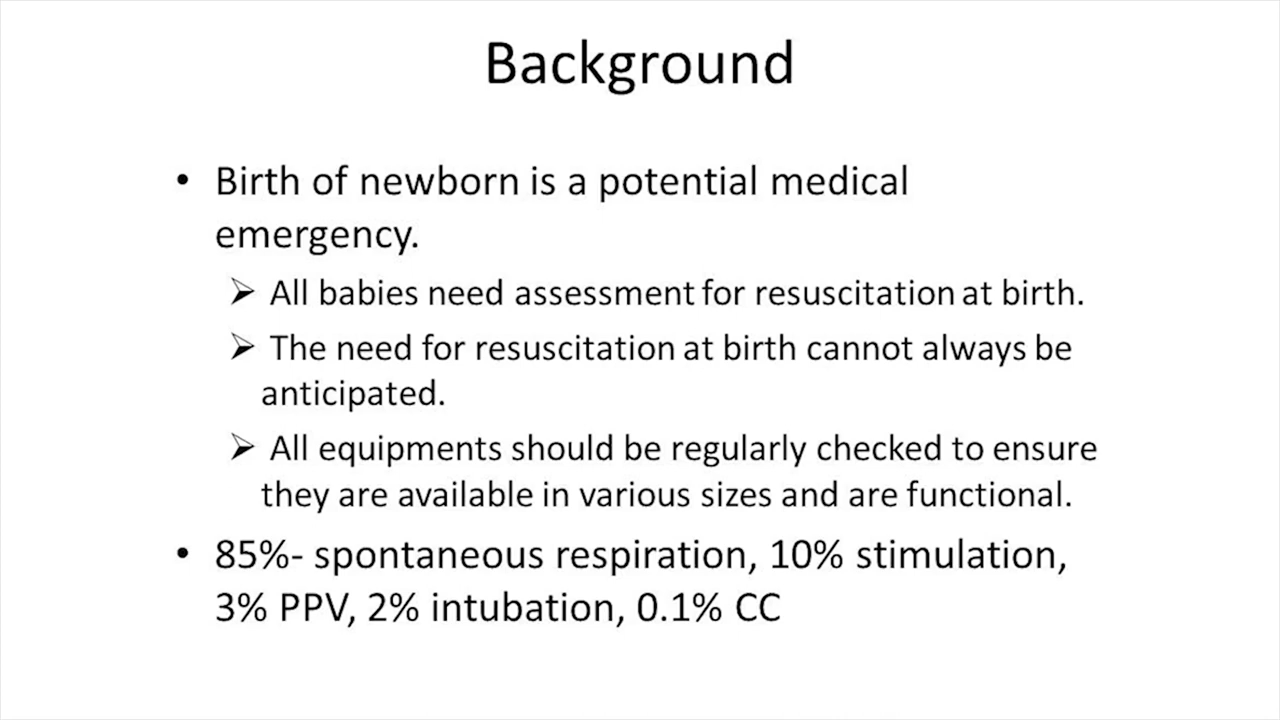 Background
• Birth of newborn is a potential medical
emergency.
➢ All babies need assessment for resuscitation at birth.
➢ The need for resuscitation at birth cannot always be
anticipated.
➢ All equipments should be regularly checked to ensure
they are available in various sizes and are functional.
• 85%- spontaneous respiration, 10% stimulation,
3% PPV, 2% intubation, 0.1% CC